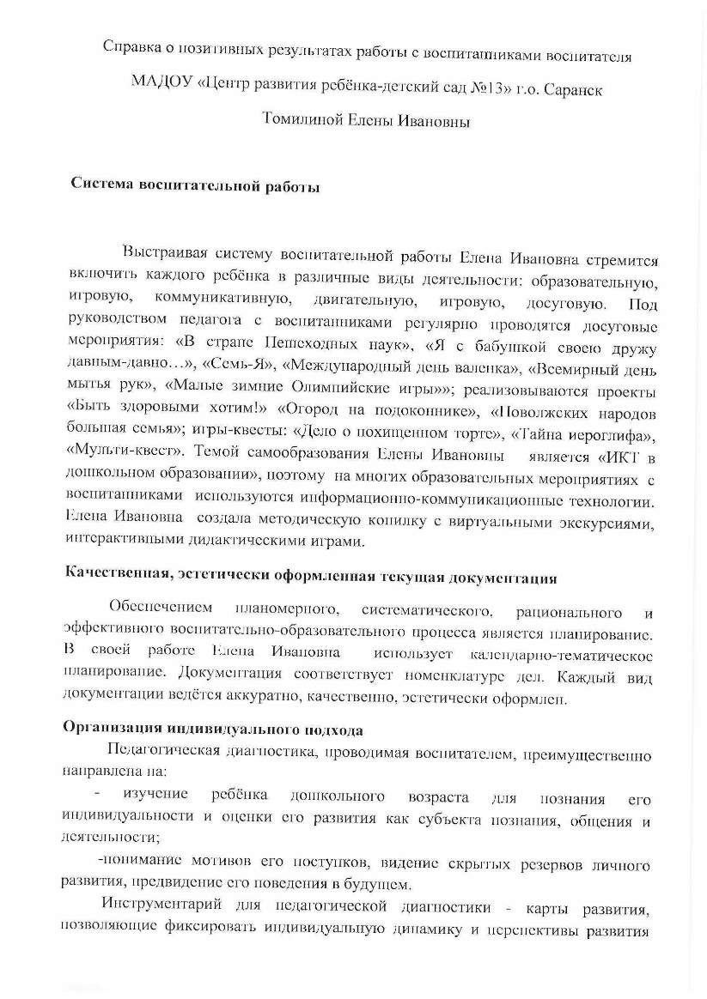 Справка о позитивных результатах работы с воспитанниками воспитателя
МАДОУ «Центр развития ребёнка-детский сад №13» г.о. Саранск
Томилиной Елены Ивановны
Система воспитательной работы
Выстраивая систему воспитательной работы Елена Ивановна стремится
включить каждого ребёнка в различные виды деятельности: образовательную,
игровую, коммуникативную, двигательную, игровую, досуговую. Под
руководством педагога с воспитанниками регулярно проводятся досуговые
мероприятия: «В стране Пешеходных наук», «Я с бабушкой своею дружу
давным-давно…», «Семь-Я», «Международный день валенка», «Всемирный день
мытья рук», «Малые зимние Олимпийские игры»»; реализовываются проекты
«Быть здоровыми хотим!» «Огород на подоконнике», «Поволжских народов
большая семья»; игры-квесты: «Дело о похищенном торте», «Тайна иероглифа»,
«Мульти-квест». Темой самообразования Елены Ивановны является «ИКТ в
дошкольном образовании», поэтому на многих образовательных мероприятиях с
воспитанниками используются информационно-коммуникационные технологии.
Елена Ивановна создала методическую копилку с виртуальными экскурсиями,
интерактивными дидактическими играми.
Качественная, эстетически оформленная текущая документация
Обеспечением планомерного, систематического, рационального и
эффективного воспитательно-образовательного процесса является планирование.
В своей работе Елена Ивановна использует календарно-тематическое
планирование. Документация соответствует номенклатуре дел. Каждый вид
документации ведётся аккуратно, качественно, эстетически оформлен.
Организация индивидуального подхода
Педагогическая диагностика, проводимая воспитателем, преимущественно
направлена на:
- изучение ребёнка дошкольного возраста для познания его
индивидуальности и оценки его развития как субъекта познания, общения и
деятельности;
-понимание мотивов его поступков, видение скрытых резервов личного
развития, предвидение его поведения в будущем.
Инструментарий для педагогической диагностики - карты развития,
позволяющие фиксировать индивидуальную динамику и перспективы развития